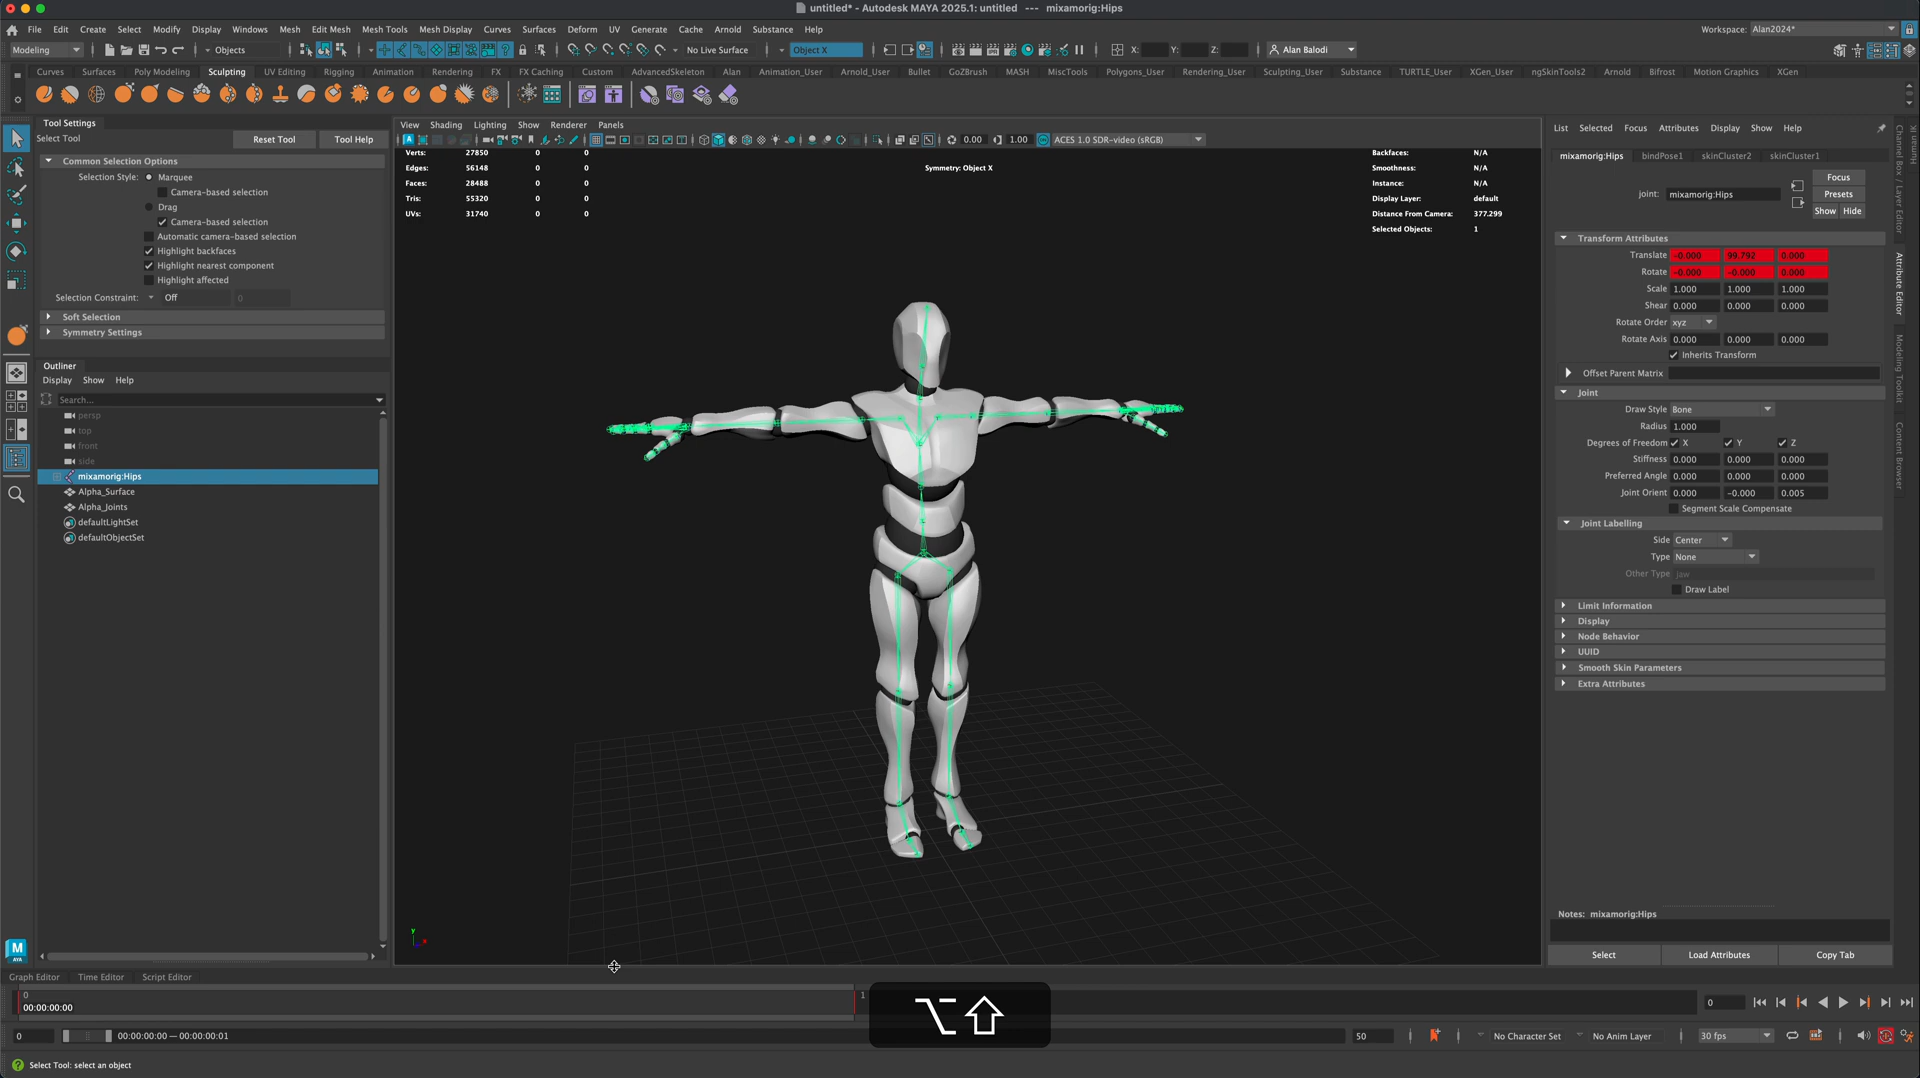 untitled* - Autodesk MAYA 2025.1: untitled --- mixamorig:Hips
File Edit Create Select Modify Display Windows Mesh Edit Mesh Mesh Tools Mesh Display Curves Surfaces Deform UV Generate Cache Arnold Substance Help
Workspace: Alan2024*
Modeling Objects No Live Surface Object X X: Y: Z: Alan Balodi
Curves Surfaces Poly Modeling Sculpting UV Editing Rigging Animation Rendering FX FX Caching Custom AdvancedSkeleton Alan Animation_User Arnold_User Bullet GoZBrush MASH MiscTools Polygons_User Rendering_User Sculpting_User Substance TURTLE_User XGen_User ngSkinTools2 Arnold Bifrost Motion Graphics XGen
Tool Settings
Select Tool Reset Tool Tool Help
Common Selection Options
Selection Style: Marquee
Camera-based selection
Drag
Camera-based selection
Automatic camera-based selection
Highlight backfaces
Highlight nearest component
Highlight affected
Selection Constraint: Off 0
Soft Selection
Symmetry Settings
Outliner
Display Show Help
Search...
persp
top
front
side
mixamorig:Hips
Alpha_Surface
Alpha_Joints
defaultLightSet
defaultObjectSet
View Shading Lighting Show Renderer Panels
0.00 1.00 ACES 1.0 SDR-video (sRGB)
Verts: 27850 0 0
Edges: 56148 0 0
Faces: 28488 0 0
Tris: 55320 0 0
UVs: 31740 0 0
Symmetry: Object X
Backfaces: N/A
Smoothness: N/A
Instance: N/A
Display Layer: default
Distance From Camera: 377.299
Selected Objects: 1
y
x
List Selected Focus Attributes Display Show Help
mixamorig:Hips bindPose1 skinCluster2 skinCluster1
joint: mixamorig:Hips
Focus
Presets
Show Hide
Transform Attributes
Translate -0.000 99.792 0.000
Rotate -0.000 -0.000 0.000
Scale 1.000 1.000 1.000
Shear 0.000 0.000 0.000
Rotate Order xyz
Rotate Axis 0.000 0.000 0.000
Inherits Transform
Offset Parent Matrix
Joint
Draw Style Bone
Radius 1.000
Degrees of Freedom X Y Z
Stiffness 0.000 0.000 0.000
Preferred Angle 0.000 0.000 0.000
Joint Orient 0.000 -0.000 0.005
Segment Scale Compensate
Joint Labelling
Side Center
Type None
Other Type jaw
Draw Label
Limit Information
Display
Node Behavior
UUID
Smooth Skin Parameters
Extra Attributes
Notes: mixamorig:Hips
Select Load Attributes Copy Tab
Channel Box / Layer Editor
Attribute Editor
Modeling Toolkit
Content Browser
M
AYA
Graph Editor Time Editor Script Editor
0 1
00:00:00:00
0
0 00:00:00:00 — 00:00:00:01 50 No Character Set No Anim Layer 30 fps
Select Tool: select an object